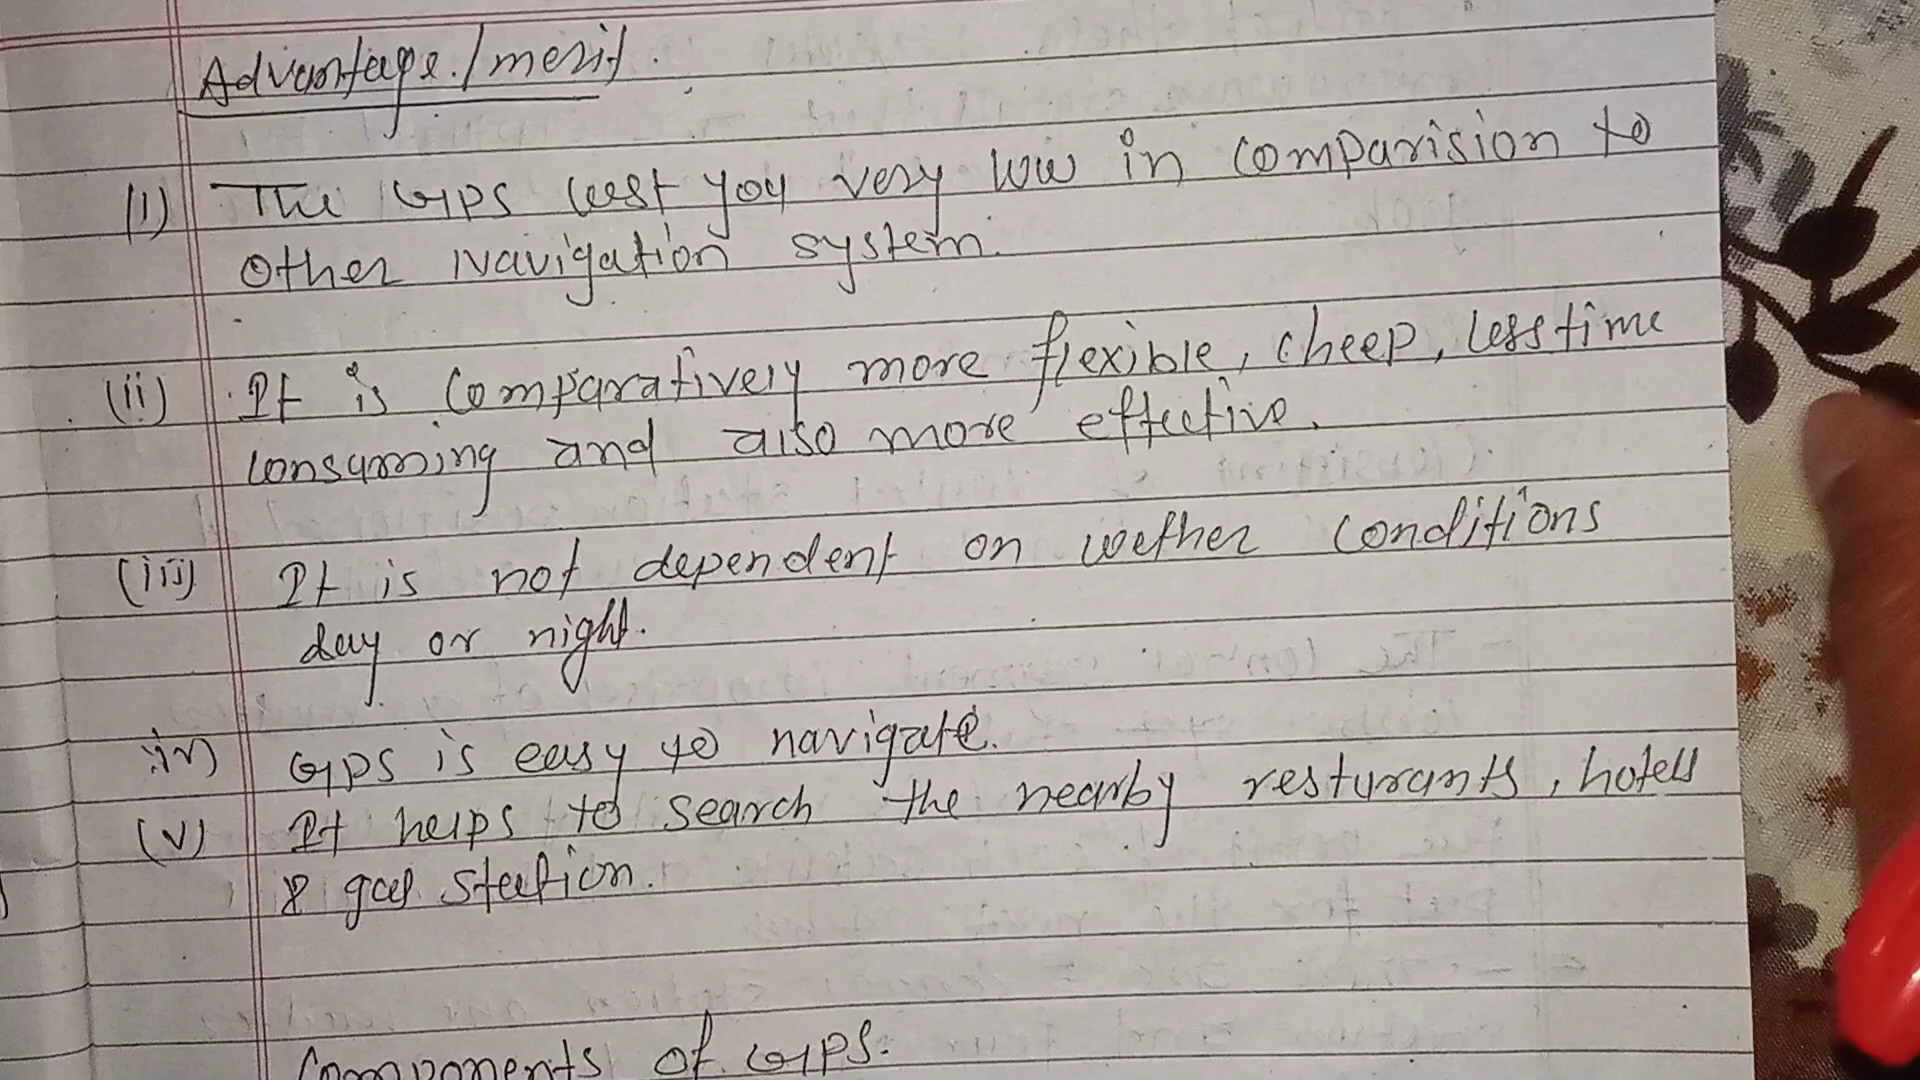 Advantage./merit.
(i) The GPS cost you very low in comparision to
other Navigation system.
(ii) It is Comparatively more flexible, cheep, less time
consuming and also more effective.
(iii) It is not dependent on wether conditions
day or night.
iv) GPS is easy to navigate.
(v) It helps to search the nearby resturants, hotels
& gas station.
Components of GPS.